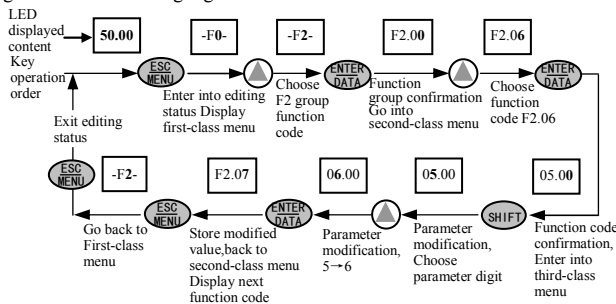 LED
displayed
content
Key
operation
order
50.00
-F0-
-F2-
F2.00
F2.06
ESC
MENU
ENTER
DATA
ENTER
DATA
Enter into editing
status Display
first-class menu
Choose
F2 group
function
code
Function
group confirmation
Go into
second-class menu
Choose
function
code F2.06
Exit editing
status
ESC
MENU
-F2-
F2.07
06.00
05.00
05.00
ESC
MENU
ENTER
DATA
SHIFT
Go back to
First-class
menu
Store modified
value,back to
second-class menu
Display next
function code
Parameter
modification,
5→6
Parameter
modification,
Choose
parameter digit
Function code
confirmation,
Enter into
third-class
menu